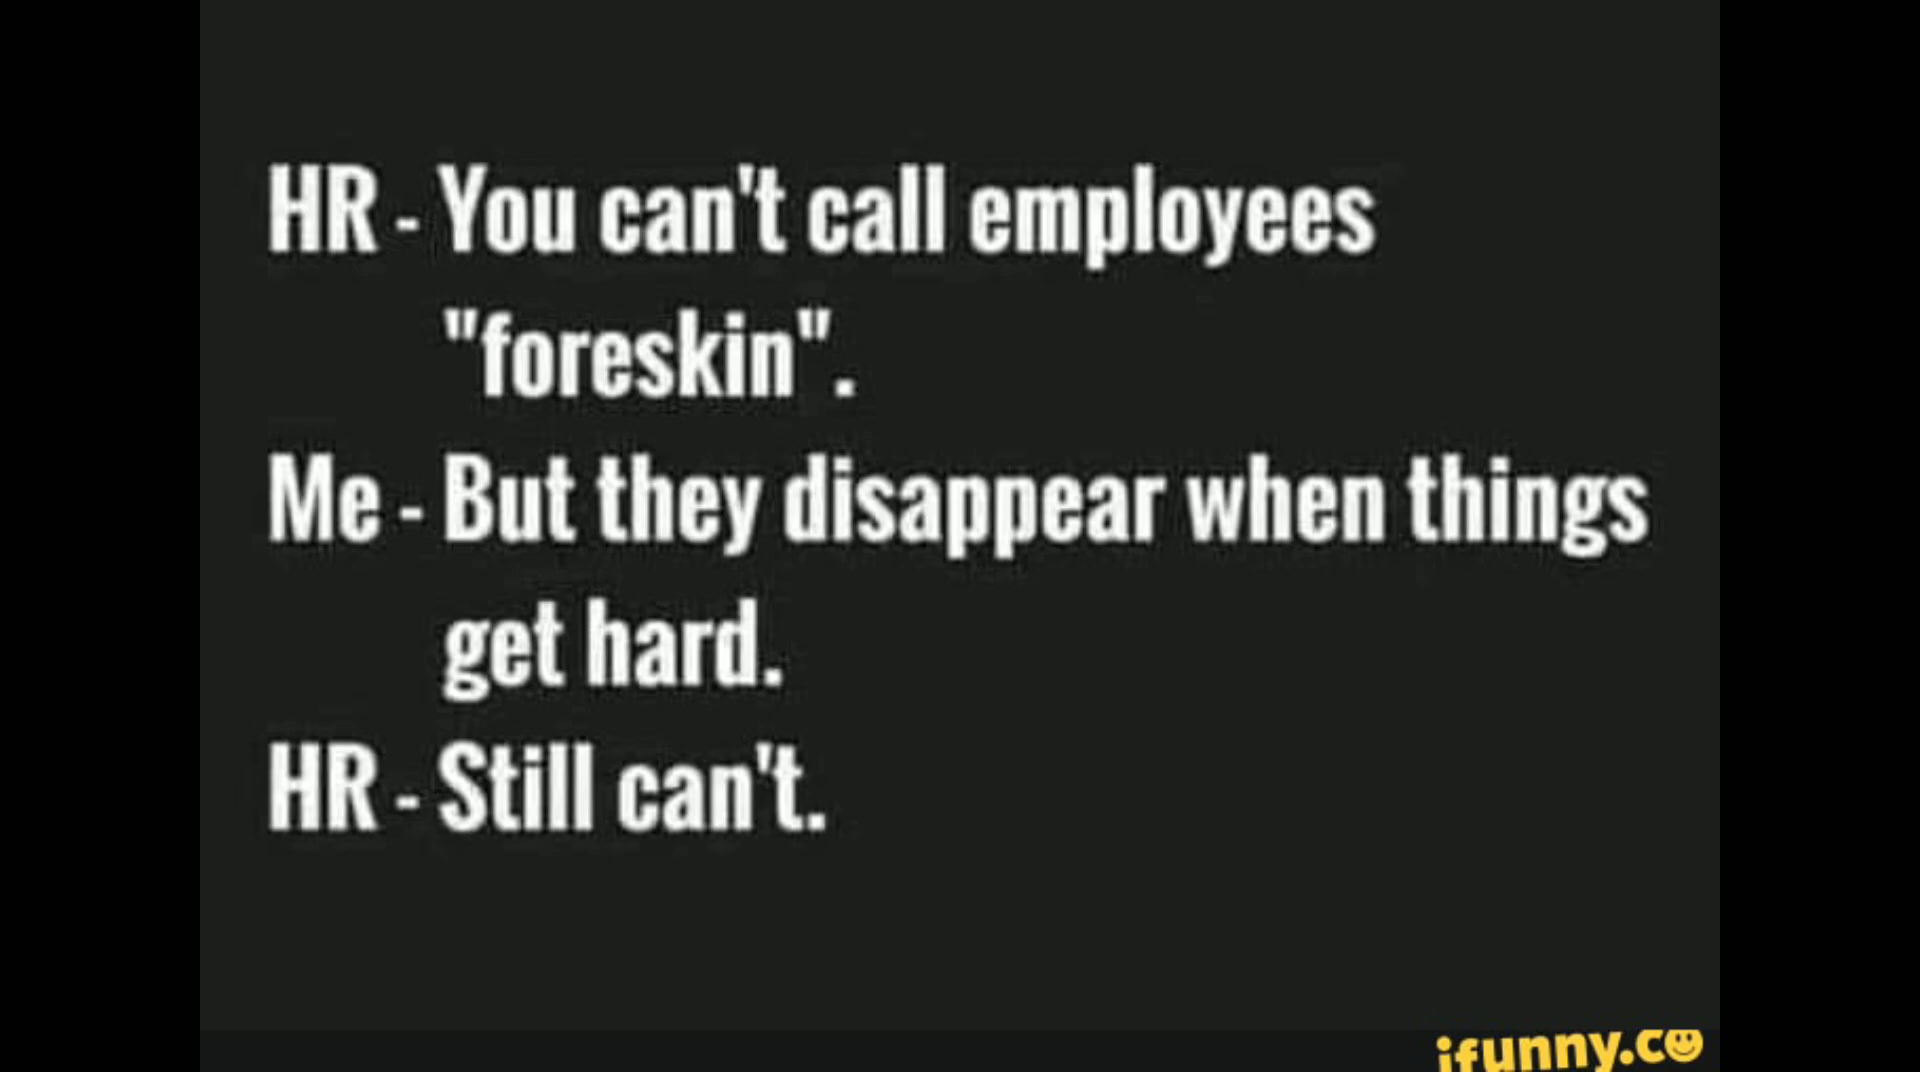 HR - You can't call employees
"foreskin".
Me - But they disappear when things
get hard.
HR - Still can't.
ifunny.co